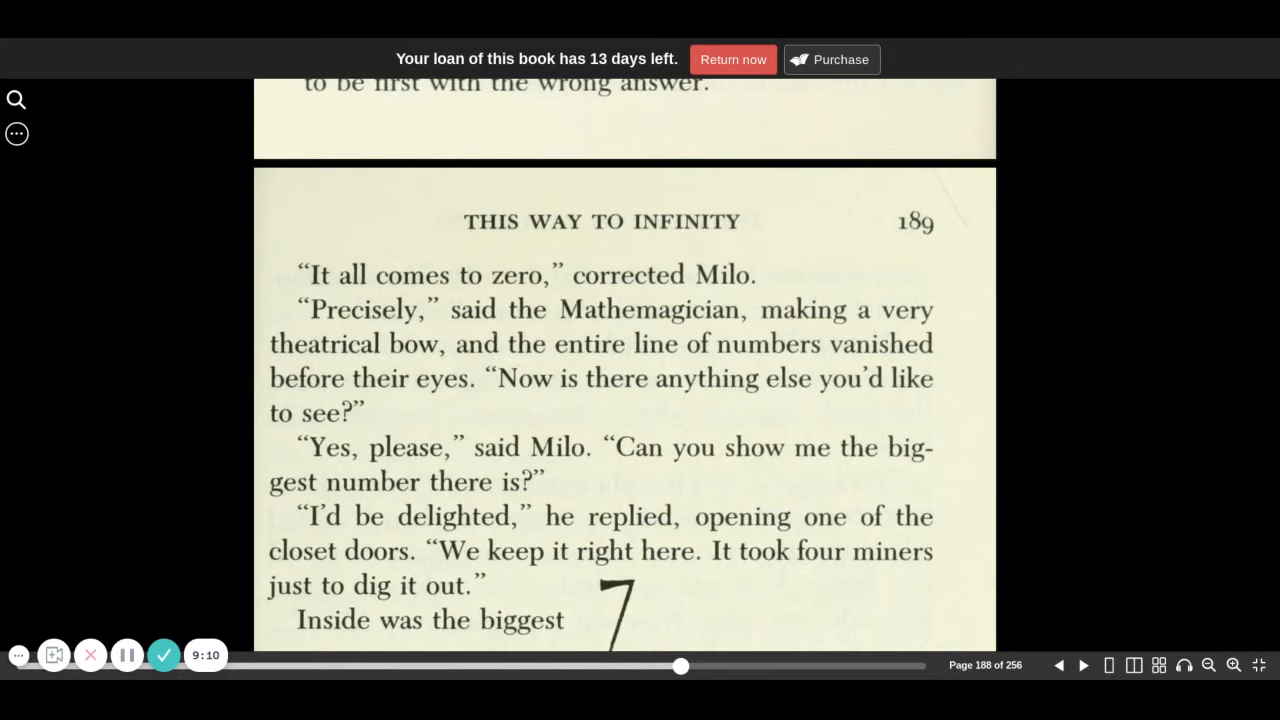 Your loan of this book has 13 days left. Return now Purchase
to be first with the wrong answer.
THIS WAY TO INFINITY 189
“It all comes to zero,” corrected Milo.
“Precisely,” said the Mathemagician, making a very
theatrical bow, and the entire line of numbers vanished
before their eyes. “Now is there anything else you’d like
to see?”
“Yes, please,” said Milo. “Can you show me the big-
gest number there is?”
“I’d be delighted,” he replied, opening one of the
closet doors. “We keep it right here. It took four miners
just to dig it out.”
Inside was the biggest
7
9:10
Page 188 of 256